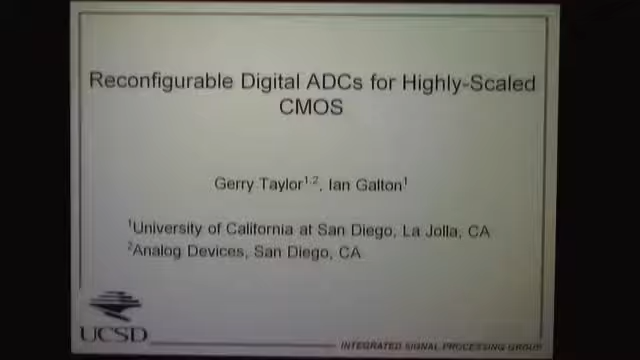 Reconfigurable Digital ADCs for Highly-Scaled
CMOS
Gerry Taylor1,2, Ian Galton1
1University of California at San Diego, La Jolla, CA
2Analog Devices, San Diego, CA
UCSD
INTEGRATED SIGNAL PROCESSING GROUP